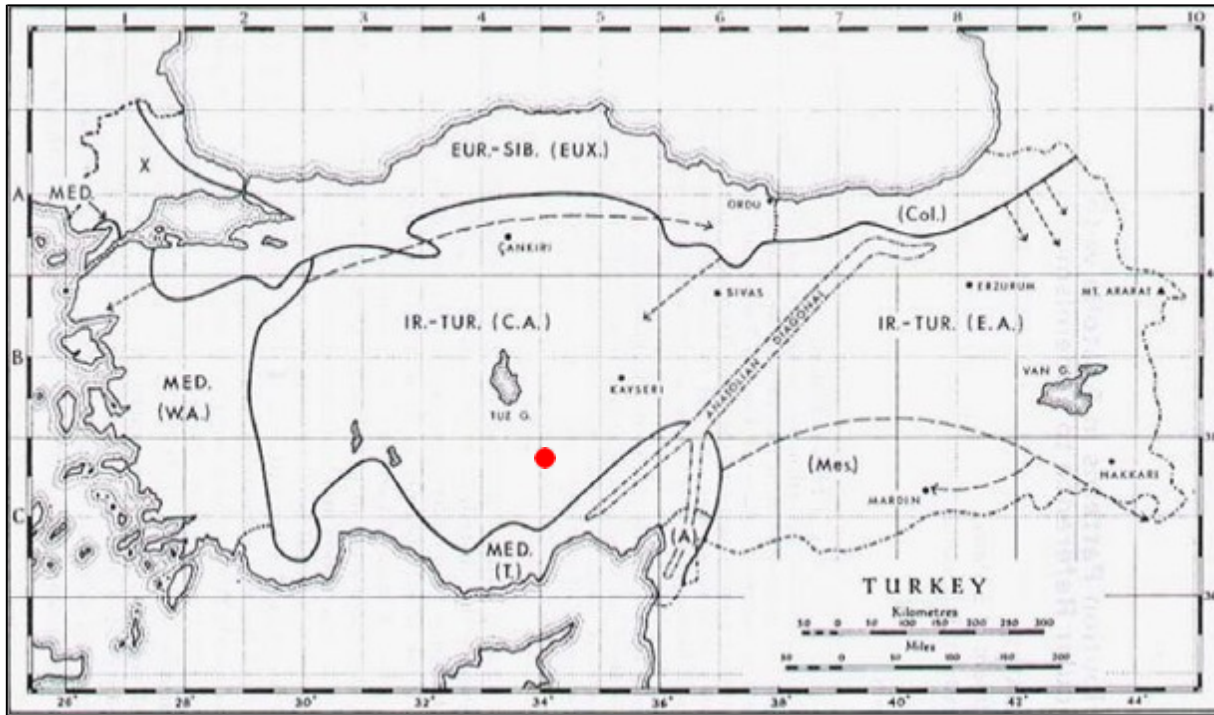 1 2 3 4 5 6 7 8 9 10
EUR.-SIB. (EUX.)
X
MED.
A
ORDU
(Col.)
ÇANKIRI
SIVAS
ERZURUM
MT. ARARAT
IR.-TUR. (C.A.)
ANATOLIAN DIAGONAL
IR.-TUR. (E.A.)
B
MED.
(W.A.)
TUZ G.
KAYSERI
VAN G.
(Mes.)
MARDIN
HAKKARI
C
MED.
(T.)
(A)
TURKEY
Kilometres
50 0 50 100 150 200 250 300
Miles
50 0 50 100 150 200
26° 28° 30° 32° 34° 36° 38° 40° 42° 44°